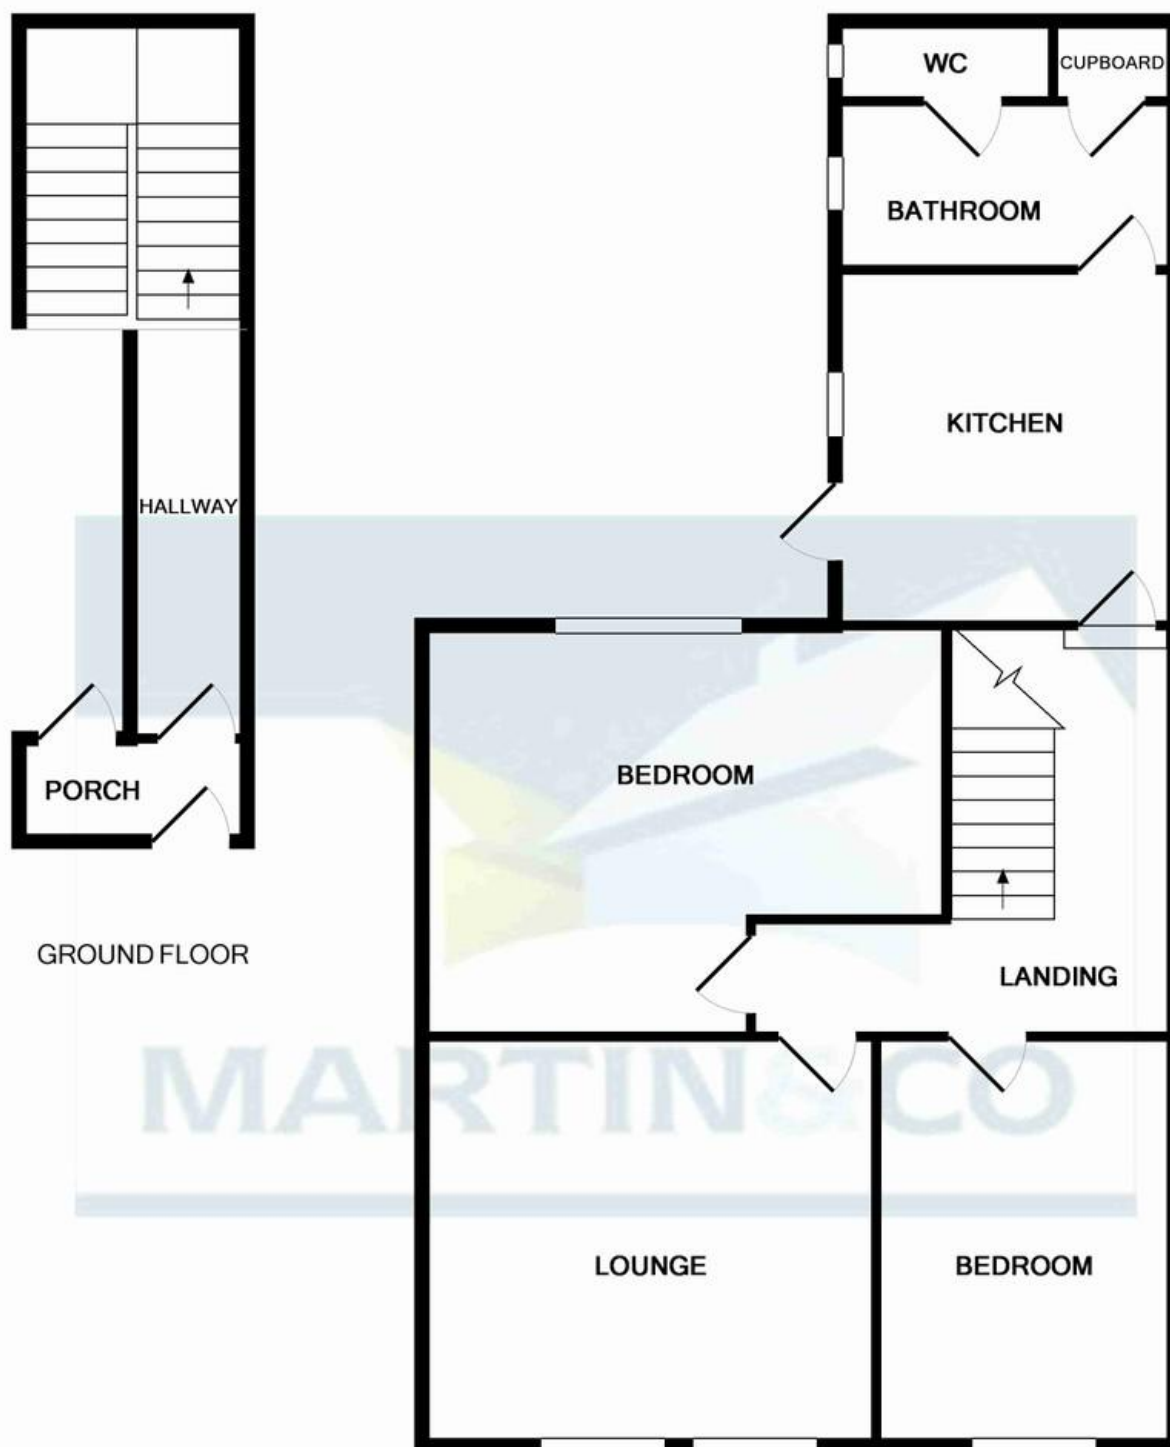 WC
CUPBOARD
BATHROOM
KITCHEN
HALLWAY
PORCH
BEDROOM
GROUND FLOOR
LANDING
MARTIN&CO
LOUNGE
BEDROOM